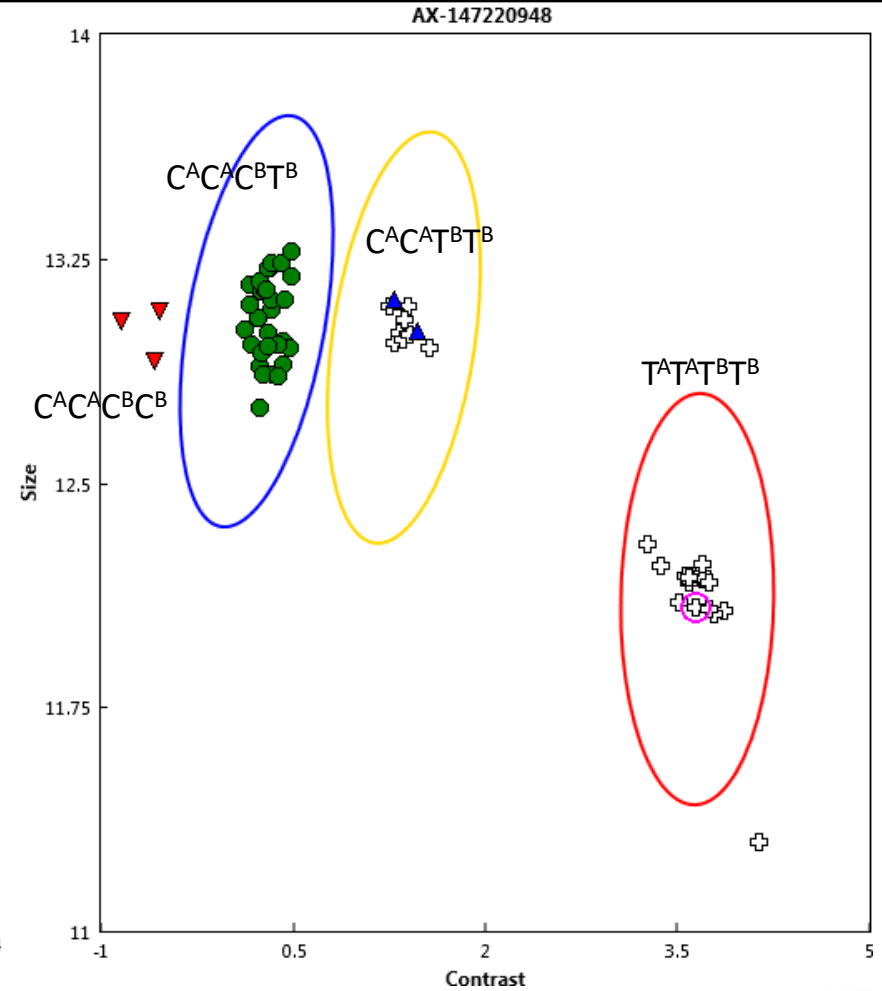 AX-147220948
14
CᴬCᴬCᴮTᴮ
CᴬCᴬTᴮTᴮ
13.25
TᴬTᴬTᴮTᴮ
CᴬCᴬCᴮCᴮ
Size
12.5
11.75
11
-1 0.5 2 3.5 5
Contrast